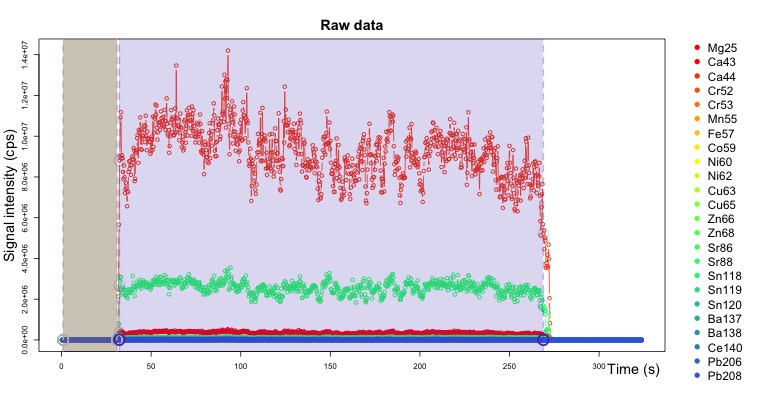 Raw data
Signal intensity (cps)
1.4e+07
1.2e+07
1.0e+07
8.0e+06
6.0e+06
4.0e+06
2.0e+06
0.0e+00
0 50 100 150 200 250 300 Time (s)
Mg25
Ca43
Ca44
Cr52
Cr53
Mn55
Fe57
Co59
Ni60
Ni62
Cu63
Cu65
Zn66
Zn68
Sr86
Sr88
Sn118
Sn119
Sn120
Ba137
Ba138
Ce140
Pb206
Pb208